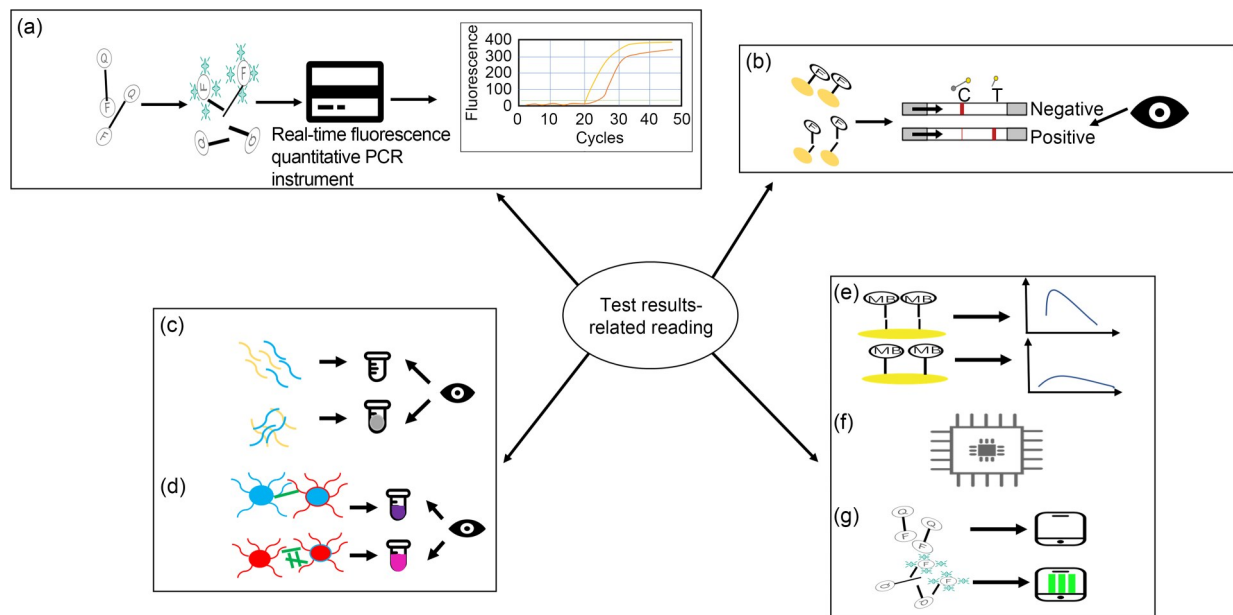 (a)
Q
F
Q
F
F
F
Q
Q
Real-time fluorescence
quantitative PCR
instrument
Fluorescence
400
300
200
100
0
0 10 20 30 40 50
Cycles
(b)
F F
F F
C T
Negative
Positive
Test results-
related reading
(c)
(d)
(e)
MB MB
MB MB
(f)
(g)
Q Q
F F
F
F
Q
Q